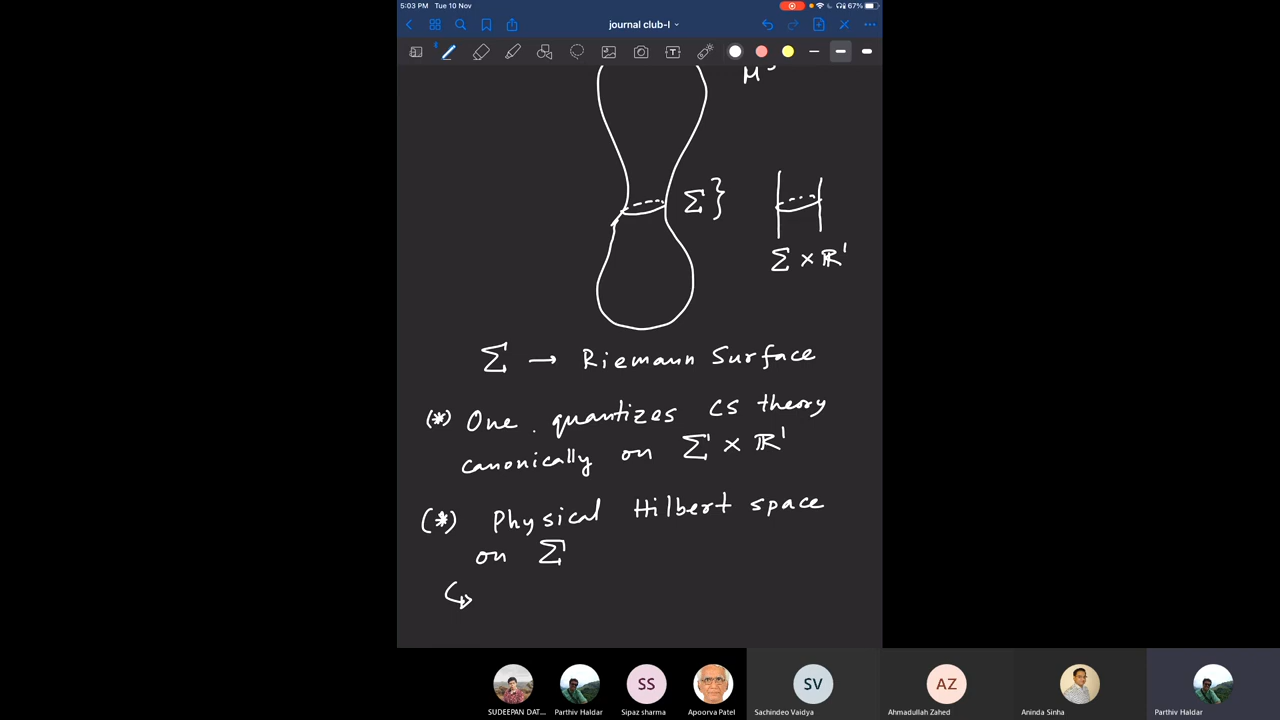 5:03 PM Tue 10 Nov
67%
journal club-I
M³
Σ}
Σ × ℝ¹
Σ → Riemann Surface
(*) One . quantizes CS theory
canonically on Σ × ℝ¹
(*) Physical Hilbert space
on Σ
SS
SV
AZ
SUDEEPAN DAT...
Parthiv Haldar
Sipaz sharma
Apoorva Patel
Sachindeo Vaidya
Ahmadullah Zahed
Aninda Sinha
Parthiv Haldar